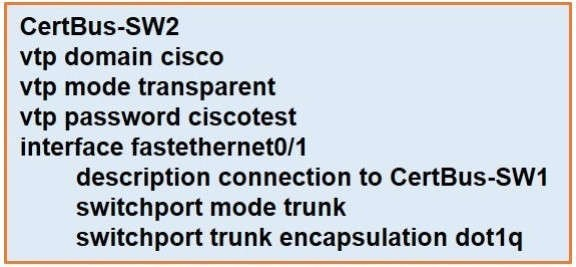 CertBus-SW2
vtp domain cisco
vtp mode transparent
vtp password ciscotest
interface fastethernet0/1
description connection to CertBus-SW1
switchport mode trunk
switchport trunk encapsulation dot1q